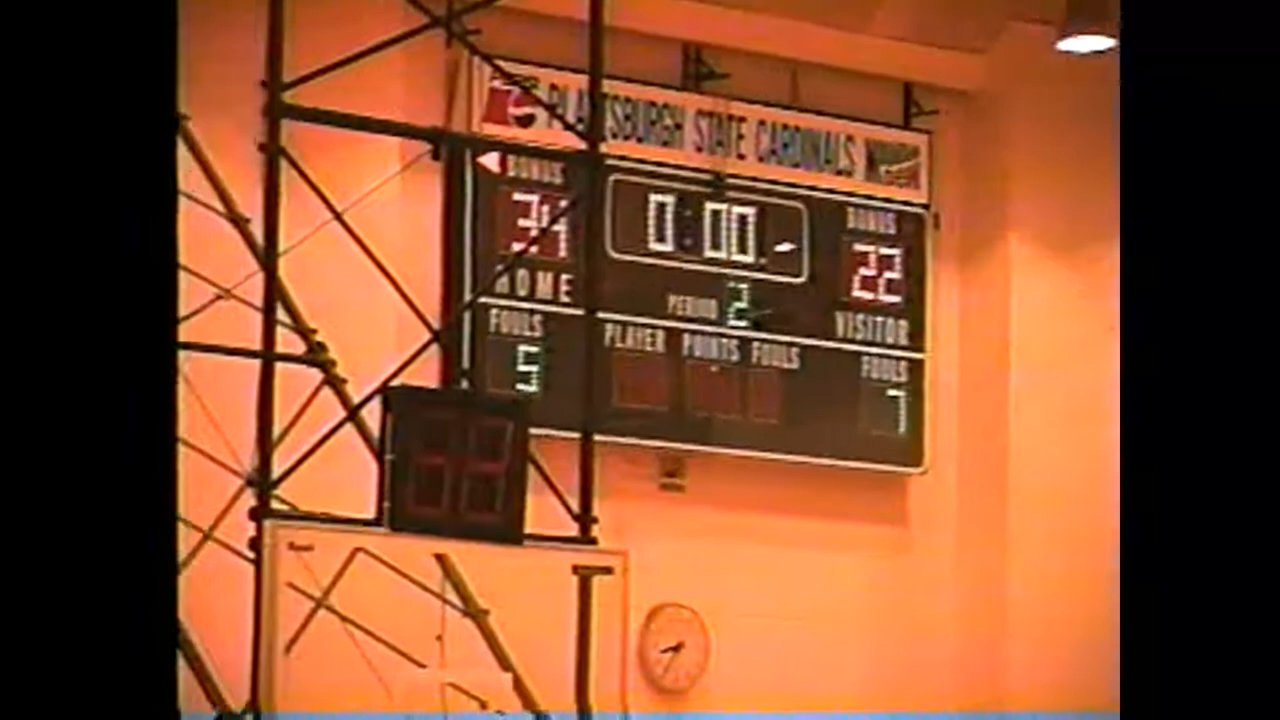 PLATTSBURGH STATE CARDINALS
BONUS BONUS
34 0:00 22
HOME PERIOD 2 VISITOR
FOULS PLAYER POINTS FOULS FOULS
5 7